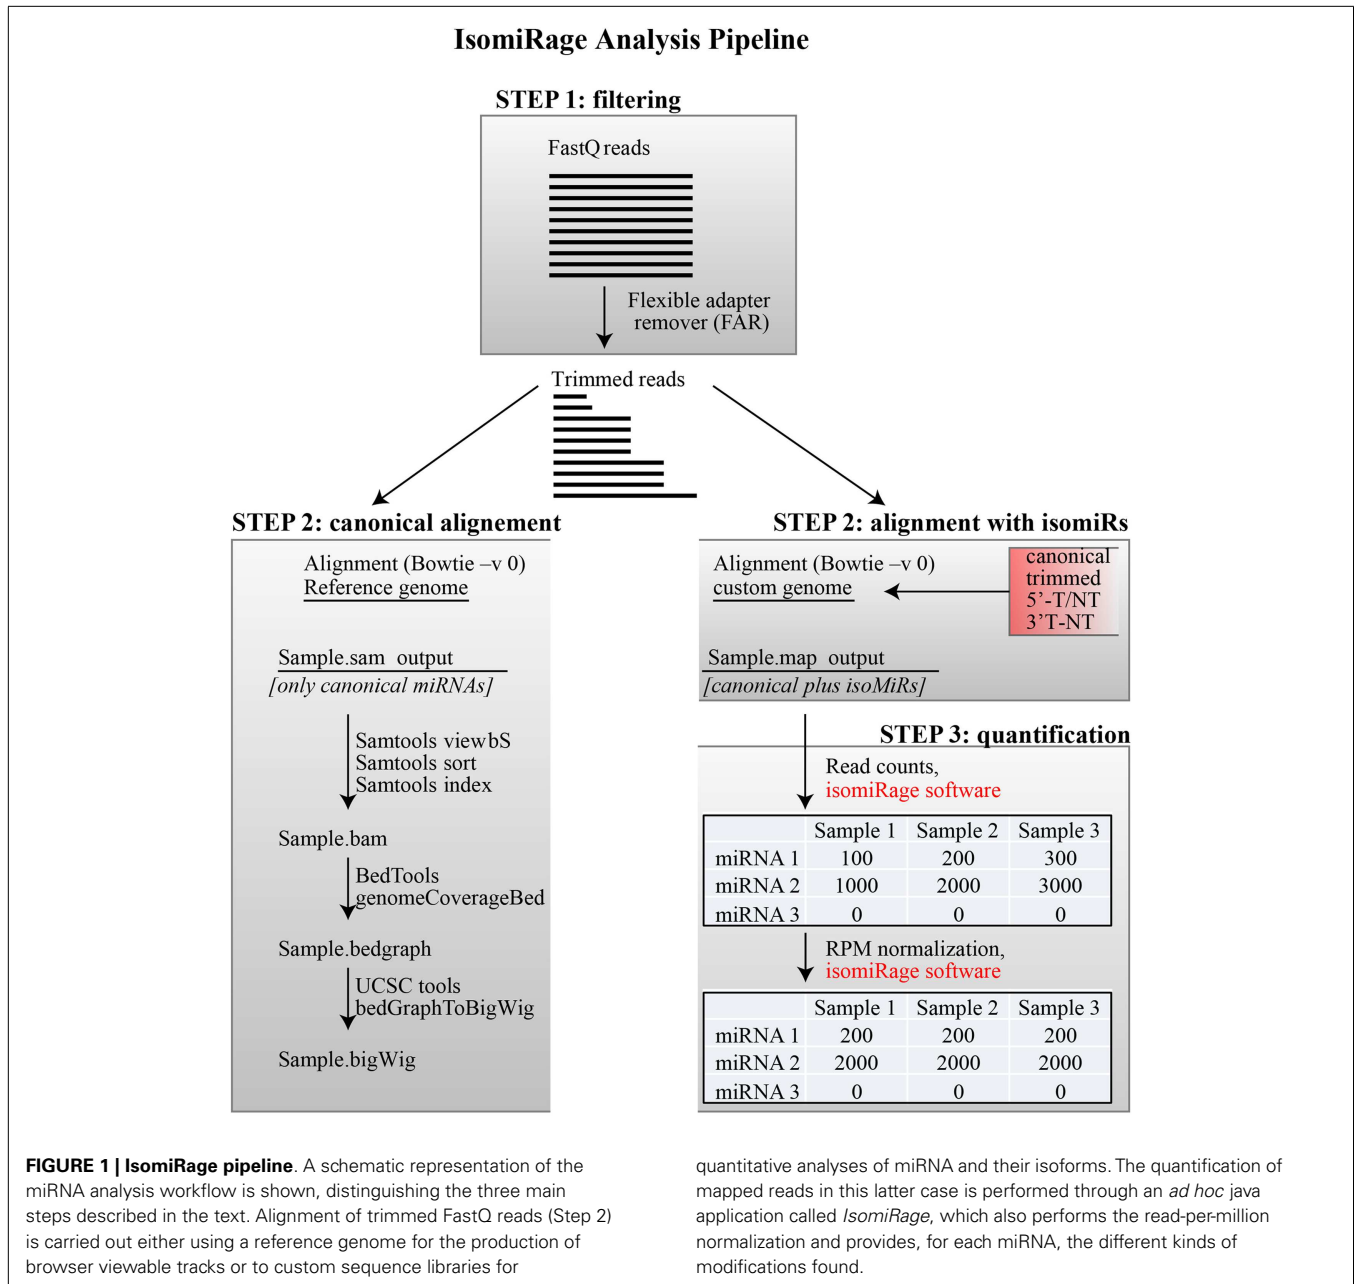 IsomiRage Analysis Pipeline
STEP 1: filtering
FastQ reads
Flexible adapter
remover (FAR)
Trimmed reads
STEP 2: canonical alignement
Alignment (Bowtie –v 0)
Reference genome
Sample.sam output
[only canonical miRNAs]
Samtools viewbS
Samtools sort
Samtools index
Sample.bam
BedTools
genomeCoverageBed
Sample.bedgraph
UCSC tools
bedGraphToBigWig
Sample.bigWig
STEP 2: alignment with isomiRs
Alignment (Bowtie –v 0)
custom genome
canonical
trimmed
5’-T/NT
3’T-NT
Sample.map output
[canonical plus isoMiRs]
STEP 3: quantification
Read counts,
isomiRage software
Sample 1 Sample 2 Sample 3
miRNA 1 100 200 300
miRNA 2 1000 2000 3000
miRNA 3 0 0 0
RPM normalization,
isomiRage software
Sample 1 Sample 2 Sample 3
miRNA 1 200 200 200
miRNA 2 2000 2000 2000
miRNA 3 0 0 0
FIGURE 1 | IsomiRage pipeline. A schematic representation of the
miRNA analysis workflow is shown, distinguishing the three main
steps described in the text. Alignment of trimmed FastQ reads (Step 2)
is carried out either using a reference genome for the production of
browser viewable tracks or to custom sequence libraries for
quantitative analyses of miRNA and their isoforms. The quantification of
mapped reads in this latter case is performed through an ad hoc java
application called IsomiRage, which also performs the read-per-million
normalization and provides, for each miRNA, the different kinds of
modifications found.